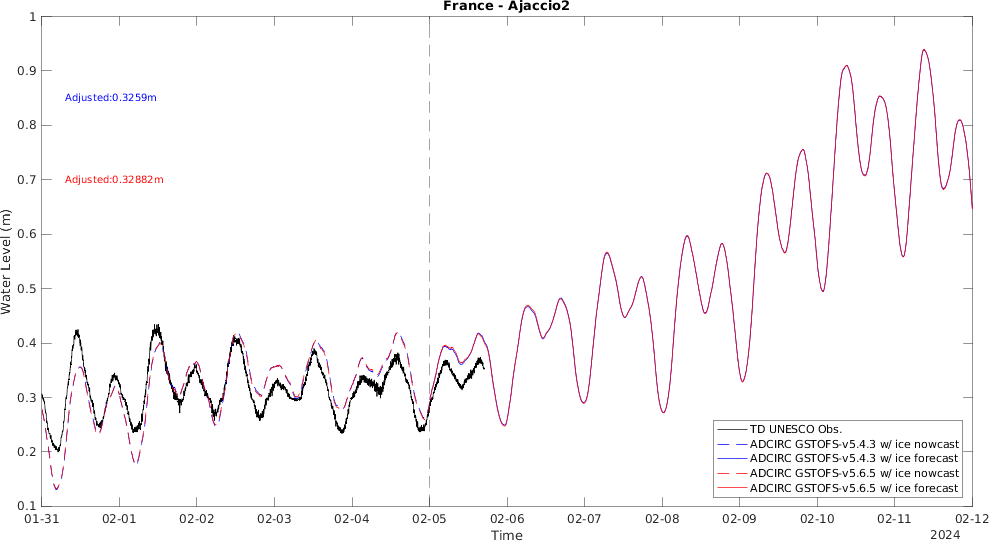 France - Ajaccio2
1
0.9
0.8
0.7
0.6
0.5
0.4
0.3
0.2
0.1
Water Level (m)
Adjusted:0.3259m
Adjusted:0.32882m
TD UNESCO Obs.
ADCIRC GSTOFS-v5.4.3 w/ ice nowcast
ADCIRC GSTOFS-v5.4.3 w/ ice forecast
ADCIRC GSTOFS-v5.6.5 w/ ice nowcast
ADCIRC GSTOFS-v5.6.5 w/ ice forecast
01-31 02-01 02-02 02-03 02-04 02-05 02-06 02-07 02-08 02-09 02-10 02-11 02-12
Time
2024